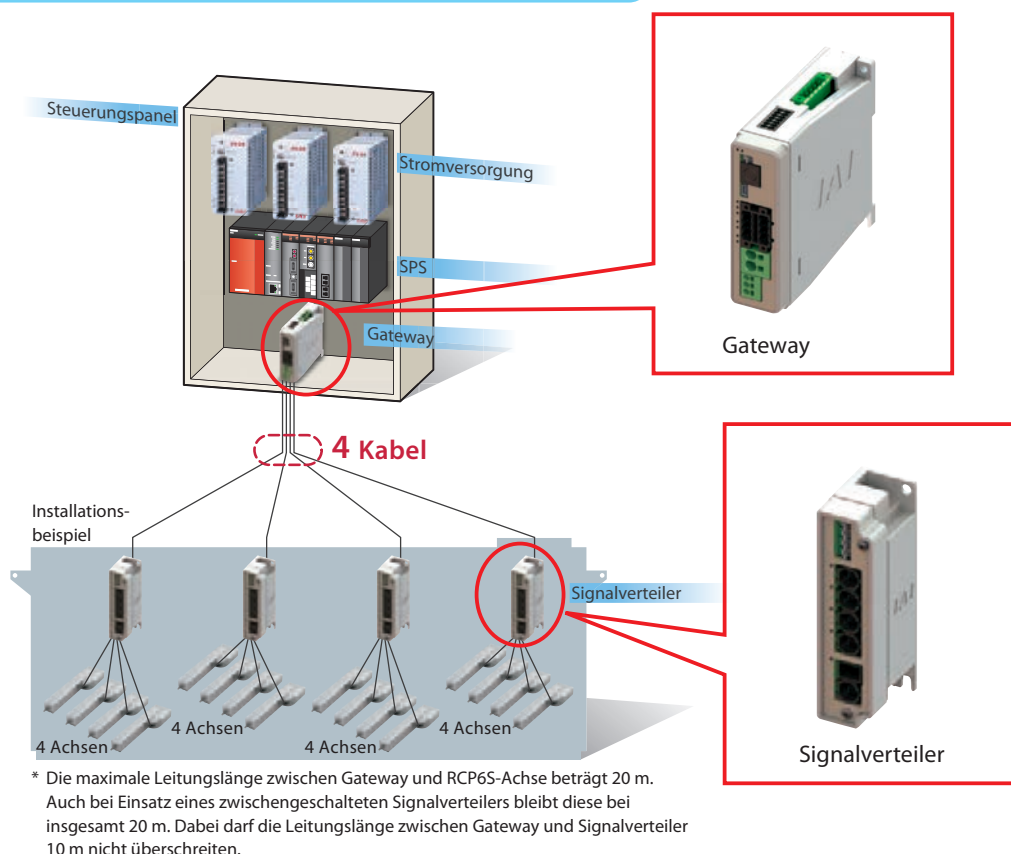 Steuerungspanel
Stromversorgung
SPS
Gateway
IAI
Gateway
4 Kabel
Installations-
beispiel
Signalverteiler
IAI
4 Achsen
4 Achsen
4 Achsen
4 Achsen
Signalverteiler
* Die maximale Leitungslänge zwischen Gateway und RCP6S-Achse beträgt 20 m.
Auch bei Einsatz eines zwischengeschalteten Signalverteilers bleibt diese bei
insgesamt 20 m. Dabei darf die Leitungslänge zwischen Gateway und Signalverteiler
10 m nicht überschreiten.